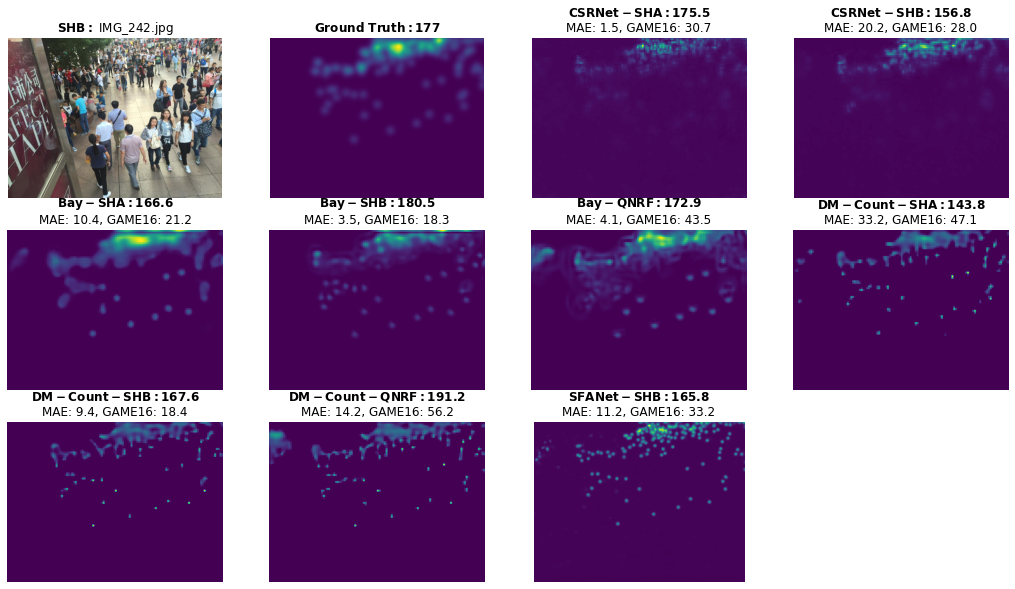 SHB: IMG_242.jpg
Ground Truth:177
CSRNet−SHA:175.5
MAE: 1.5, GAME16: 30.7
CSRNet−SHB:156.8
MAE: 20.2, GAME16: 28.0
Bay−SHA:166.6
MAE: 10.4, GAME16: 21.2
Bay−SHB:180.5
MAE: 3.5, GAME16: 18.3
Bay−QNRF:172.9
MAE: 4.1, GAME16: 43.5
DM−Count−SHA:143.8
MAE: 33.2, GAME16: 47.1
DM−Count−SHB:167.6
MAE: 9.4, GAME16: 18.4
DM−Count−QNRF:191.2
MAE: 14.2, GAME16: 56.2
SFANet−SHB:165.8
MAE: 11.2, GAME16: 33.2